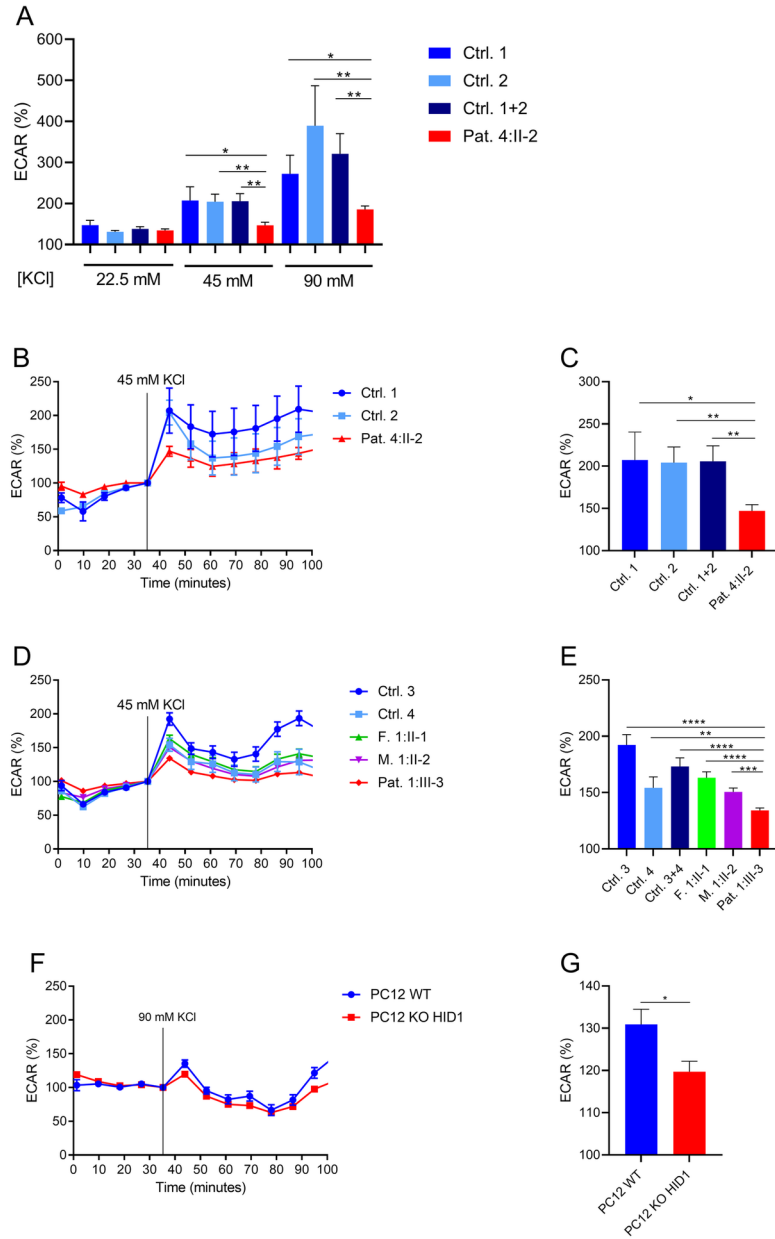 A
ECAR (%)
600
500
400
300
200
100
[KCl]
22.5 mM
45 mM
90 mM
*
**
**
*
**
**
Ctrl. 1
Ctrl. 2
Ctrl. 1+2
Pat. 4:II-2
B
45 mM KCl
ECAR (%)
250
200
150
100
50
0
0 10 20 30 40 50 60 70 80 90 100
Time (minutes)
Ctrl. 1
Ctrl. 2
Pat. 4:II-2
C
ECAR (%)
300
250
200
150
100
*
**
**
Ctrl. 1
Ctrl. 2
Ctrl. 1+2
Pat. 4:II-2
D
45 mM KCl
ECAR (%)
250
200
150
100
50
0
0 10 20 30 40 50 60 70 80 90 100
Time (minutes)
Ctrl. 3
Ctrl. 4
F. 1:II-1
M. 1:II-2
Pat. 1:III-3
E
ECAR (%)
250
200
150
100
****
**
****
****
***
Ctrl. 3
Ctrl. 4
Ctrl. 3+4
F. 1:II-1
M. 1:II-2
Pat. 1:III-3
F
90 mM KCl
ECAR (%)
250
200
150
100
50
0
0 10 20 30 40 50 60 70 80 90 100
Time (minutes)
PC12 WT
PC12 KO HID1
G
ECAR (%)
140
130
120
110
100
*
PC12 WT
PC12 KO HID1